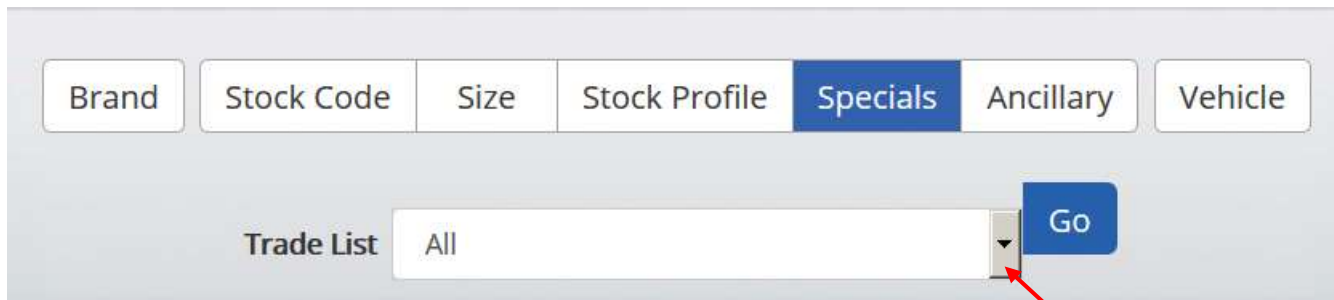 Brand Stock Code Size Stock Profile Specials Ancillary Vehicle
Trade List All Go